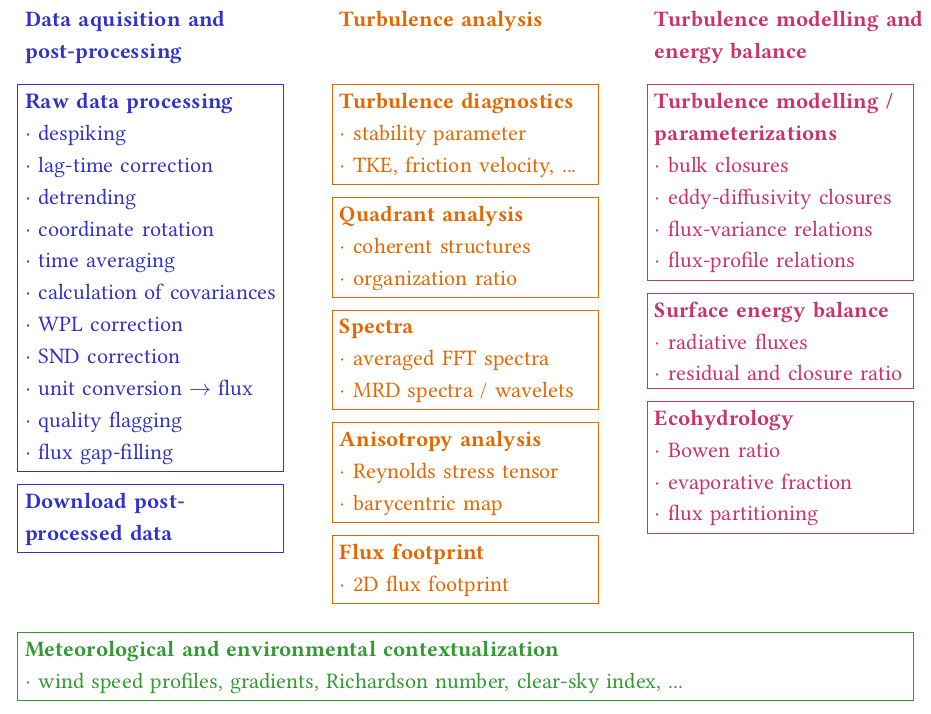 Data aquisition and
post-processing
Raw data processing
· despiking
· lag-time correction
· detrending
· coordinate rotation
· time averaging
· calculation of covariances
· WPL correction
· SND correction
· unit conversion → flux
· quality flagging
· flux gap-filling
Download post-
processed data
Turbulence analysis
Turbulence diagnostics
· stability parameter
· TKE, friction velocity, ...
Quadrant analysis
· coherent structures
· organization ratio
Spectra
· averaged FFT spectra
· MRD spectra / wavelets
Anisotropy analysis
· Reynolds stress tensor
· barycentric map
Flux footprint
· 2D flux footprint
Turbulence modelling and
energy balance
Turbulence modelling /
parameterizations
· bulk closures
· eddy-diffusivity closures
· flux-variance relations
· flux-profile relations
Surface energy balance
· radiative fluxes
· residual and closure ratio
Ecohydrology
· Bowen ratio
· evaporative fraction
· flux partitioning
Meteorological and environmental contextualization
· wind speed profiles, gradients, Richardson number, clear-sky index, ...